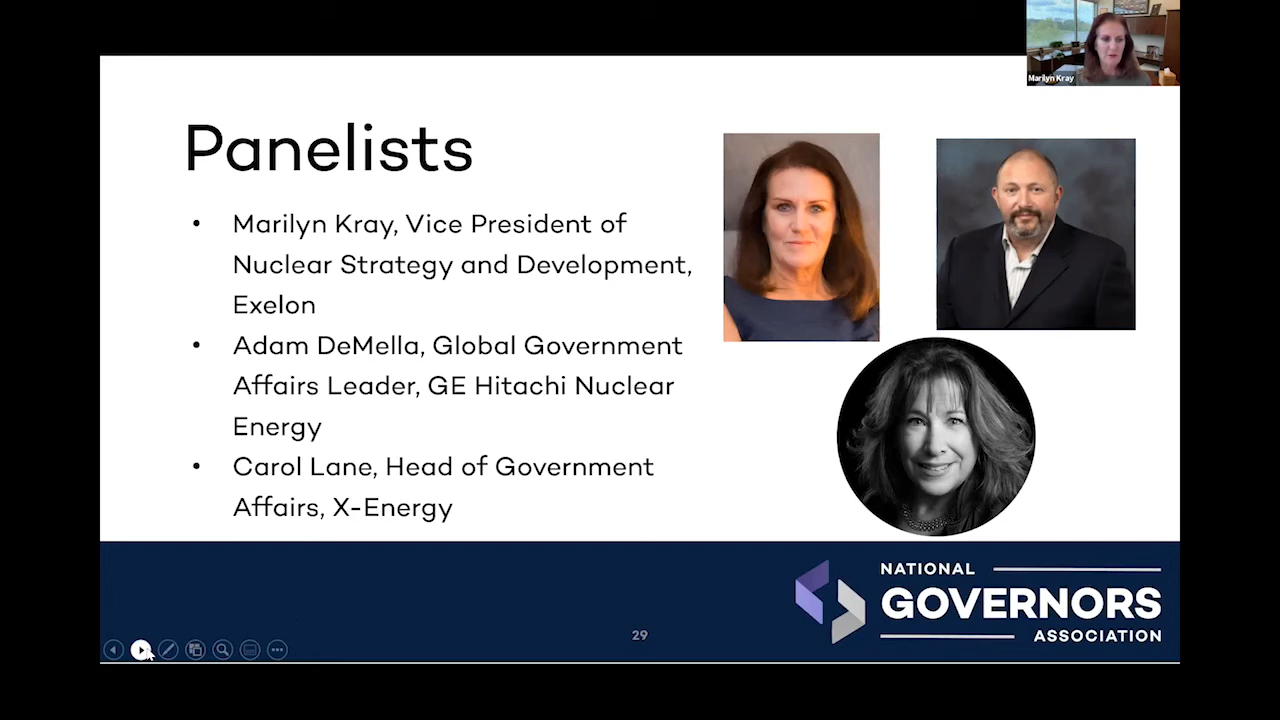 Marilyn Kray
Panelists
• Marilyn Kray, Vice President of
Nuclear Strategy and Development,
Exelon
• Adam DeMella, Global Government
Affairs Leader, GE Hitachi Nuclear
Energy
• Carol Lane, Head of Government
Affairs, X-Energy
NATIONAL
GOVERNORS
ASSOCIATION
29